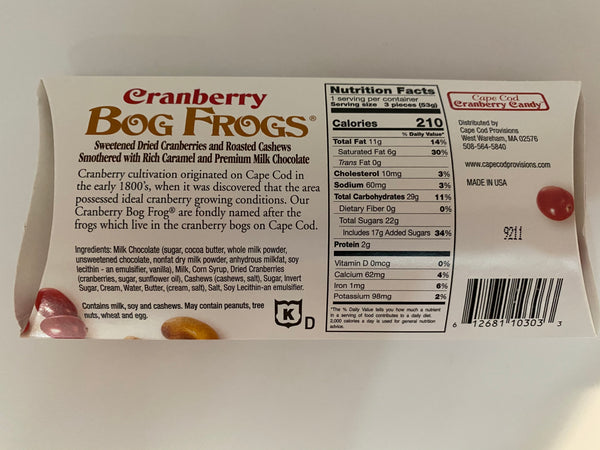 Cranberry
BOG FROGS®
Sweetened Dried Cranberries and Roasted Cashews
Smothered with Rich Caramel and Premium Milk Chocolate
Cranberry cultivation originated on Cape Cod in
the early 1800's, when it was discovered that the area
possessed ideal cranberry growing conditions. Our
Cranberry Bog Frog® are fondly named after the
frogs which live in the cranberry bogs on Cape Cod.
Ingredients: Milk Chocolate (sugar, cocoa butter, whole milk powder,
unsweetened chocolate, nonfat dry milk powder, anhydrous milkfat, soy
lecithin - an emulsifier, vanilla), Milk, Corn Syrup, Dried Cranberries
(cranberries, sugar, sunflower oil), Cashews (cashews, salt), Sugar, Invert
Sugar, Cream, Water, Butter, (cream, salt), Salt, Soy Lecithin-an emulsifier.
Contains milk, soy and cashews. May contain peanuts, tree
nuts, wheat and egg.
K D
Nutrition Facts
1 serving per container
Serving size 3 pieces (53g)
Calories 210
% Daily Value*
Total Fat 11g 14%
Saturated Fat 6g 30%
Trans Fat 0g
Cholesterol 10mg 3%
Sodium 60mg 3%
Total Carbohydrates 29g 11%
Dietary Fiber 0g 0%
Total Sugars 22g
Includes 17g Added Sugars 34%
Protein 2g
Vitamin D 0mcg 0%
Calcium 62mg 4%
Iron 1mg 6%
Potassium 98mg 2%
*The % Daily Value tells you how much a nutrient
in a serving of food contributes to a daily diet.
2,000 calories a day is used for general nutrition
advice.
Cape Cod
Cranberry Candy
Distributed by
Cape Cod Provisions
West Wareham, MA 02576
508-564-5840
www.capecodprovisions.com
MADE IN USA
9211
6 12681 10303 3